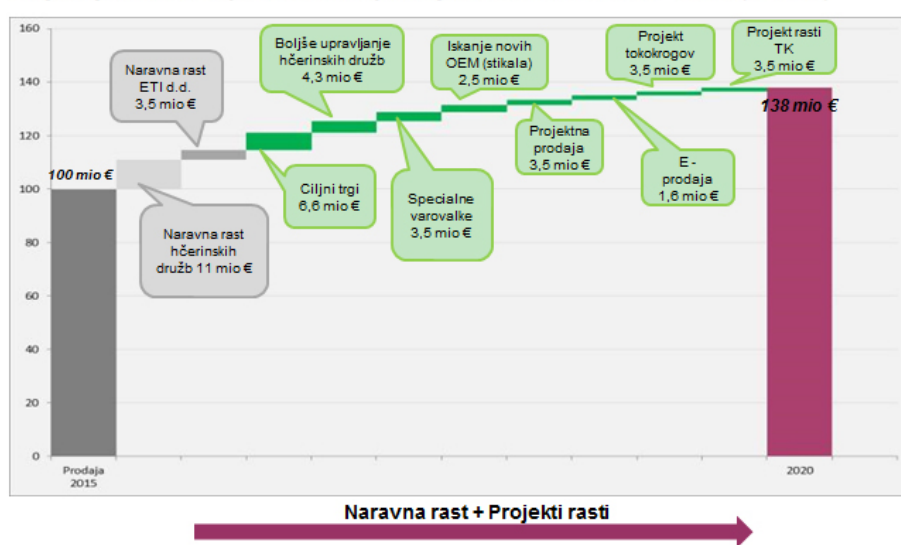 160
140
120
100
80
60
40
20
0
100 mio €
Naravna rast
hčerinskih
družb 11 mio €
Naravna rast
ETI d.d.
3,5 mio €
Ciljni trgi
6,6 mio €
Boljše upravljanje
hčerinskih družb
4,3 mio €
Specialne
varovalke
3,5 mio €
Iskanje novih
OEM (stikala)
2,5 mio €
Projektna
prodaja
3,5 mio €
E -
prodaja
1,6 mio €
Projekt
tokokrogov
3,5 mio €
Projekt rasti
TK
3,5 mio €
138 mio €
Prodaja
2015
2020
Naravna rast + Projekti rasti